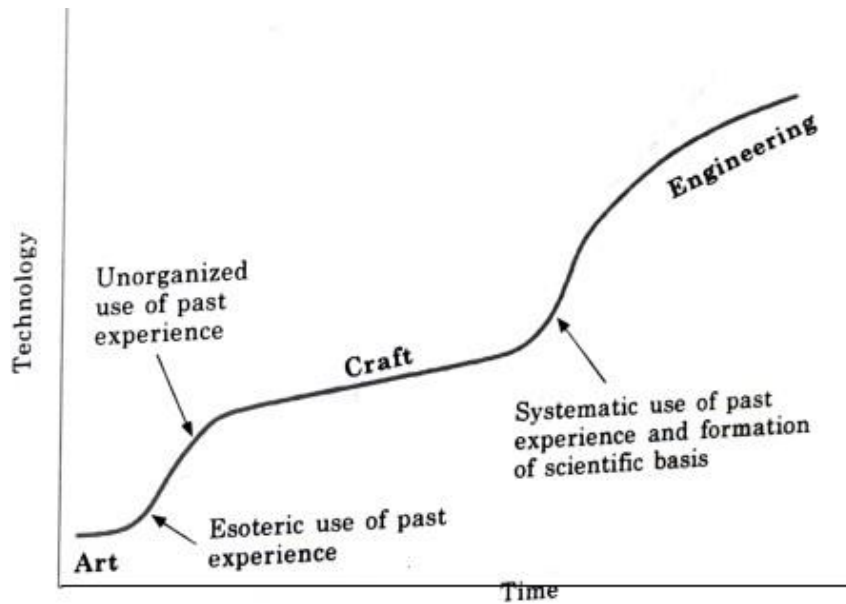 Engineering
Technology
Unorganized
use of past
experience
Craft
Systematic use of past
experience and formation
of scientific basis
Esoteric use of past
experience
Art
Time